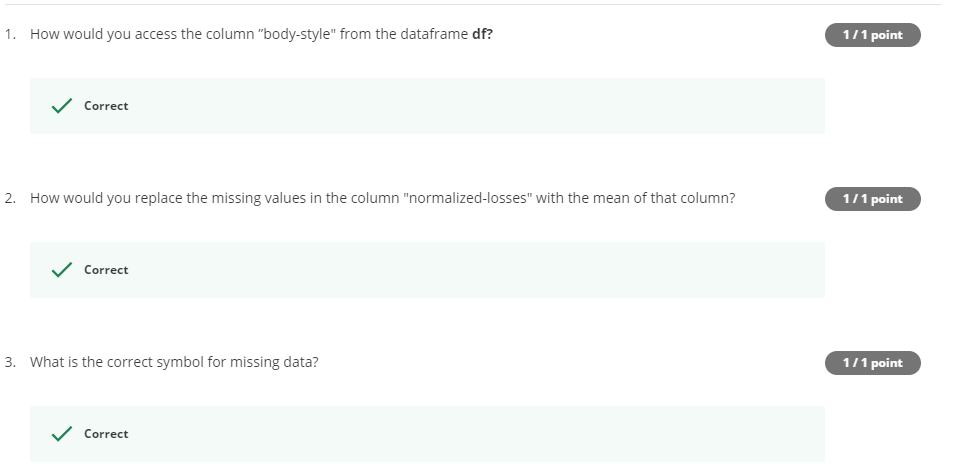 1. How would you access the column "body-style" from the dataframe df?
1 / 1 point
Correct
2. How would you replace the missing values in the column "normalized-losses" with the mean of that column?
1 / 1 point
Correct
3. What is the correct symbol for missing data?
1 / 1 point
Correct